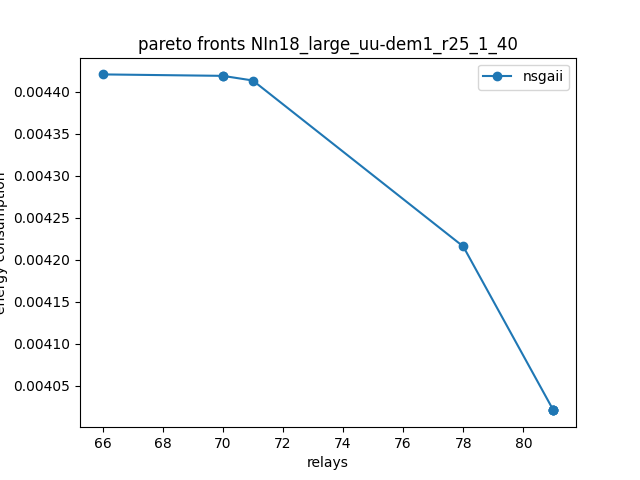 pareto fronts NIn18_large_uu-dem1_r25_1_40
nsgaii
0.00440
0.00435
0.00430
0.00425
0.00420
0.00415
0.00410
0.00405
energy consumption
66 68 70 72 74 76 78 80
relays